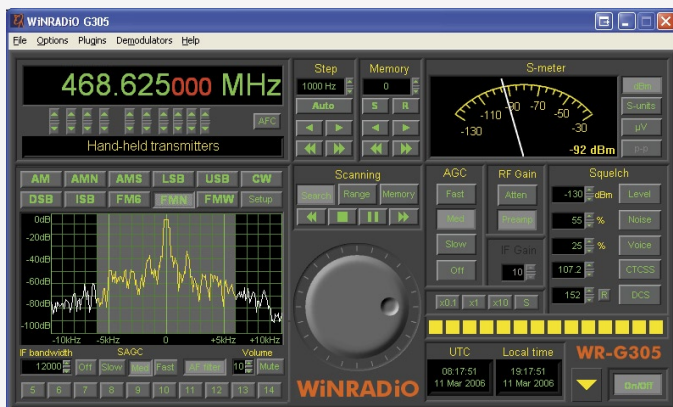 WiNRADiO G305
File Options Plugins Demodulators Help
468.625000 MHz
AFC
Hand-held transmitters
Step
1000 Hz
Auto
Memory
0
S R
S-meter
-130 -110 -90 -70 -50 -30
-92 dBm
dBm
S-units
µV
p-p
AM AMN AMS LSB USB CW
DSB ISB FM6 FMN FMW Setup
0dB
-20dB
-40dB
-60dB
-80dB
-100dB
-10kHz -5kHz 0 +5kHz +10kHz
IF bandwidth SAGC Volume
12000 Off Slow Med Fast AF filter 10 Mute
5 6 7 8 9 10 11 12 13 14
Scanning
Search Range Memory
WiNRADiO
AGC
Fast
Med
Slow
Off
RF Gain
Atten
Preamp
IF Gain
10
x0.1 x1 x10 S
Squelch
-130 dBm Level
55 % Noise
25 % Voice
107.2 CTCSS
152 R DCS
UTC
08:17:51
11 Mar 2006
Local time
19:17:51
11 Mar 2006
WR-G305
On/Off